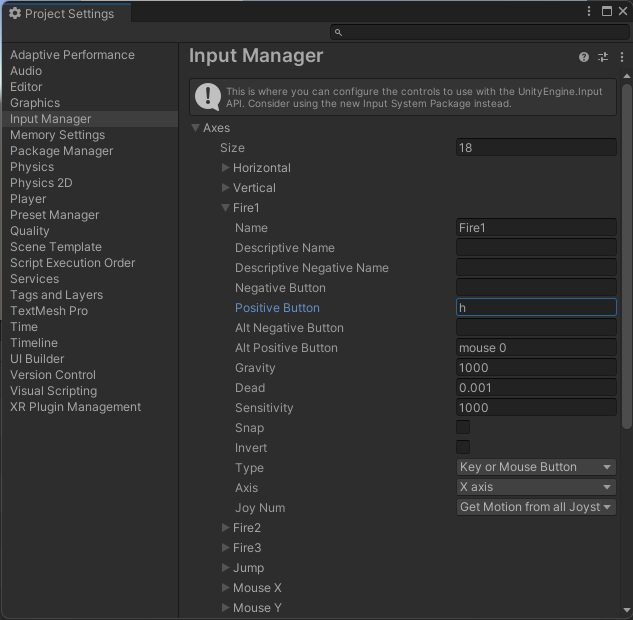 Project Settings
Adaptive Performance
Audio
Editor
Graphics
Input Manager
Memory Settings
Package Manager
Physics
Physics 2D
Player
Preset Manager
Quality
Scene Template
Script Execution Order
Services
Tags and Layers
TextMesh Pro
Time
Timeline
UI Builder
Version Control
Visual Scripting
XR Plugin Management
Input Manager
This is where you can configure the controls to use with the UnityEngine.Input
API. Consider using the new Input System Package instead.
Axes
Size 18
Horizontal
Vertical
Fire1
Name Fire1
Descriptive Name
Descriptive Negative Name
Negative Button
Positive Button h
Alt Negative Button
Alt Positive Button mouse 0
Gravity 1000
Dead 0.001
Sensitivity 1000
Snap
Invert
Type Key or Mouse Button
Axis X axis
Joy Num Get Motion from all Joyst
Fire2
Fire3
Jump
Mouse X
Mouse Y